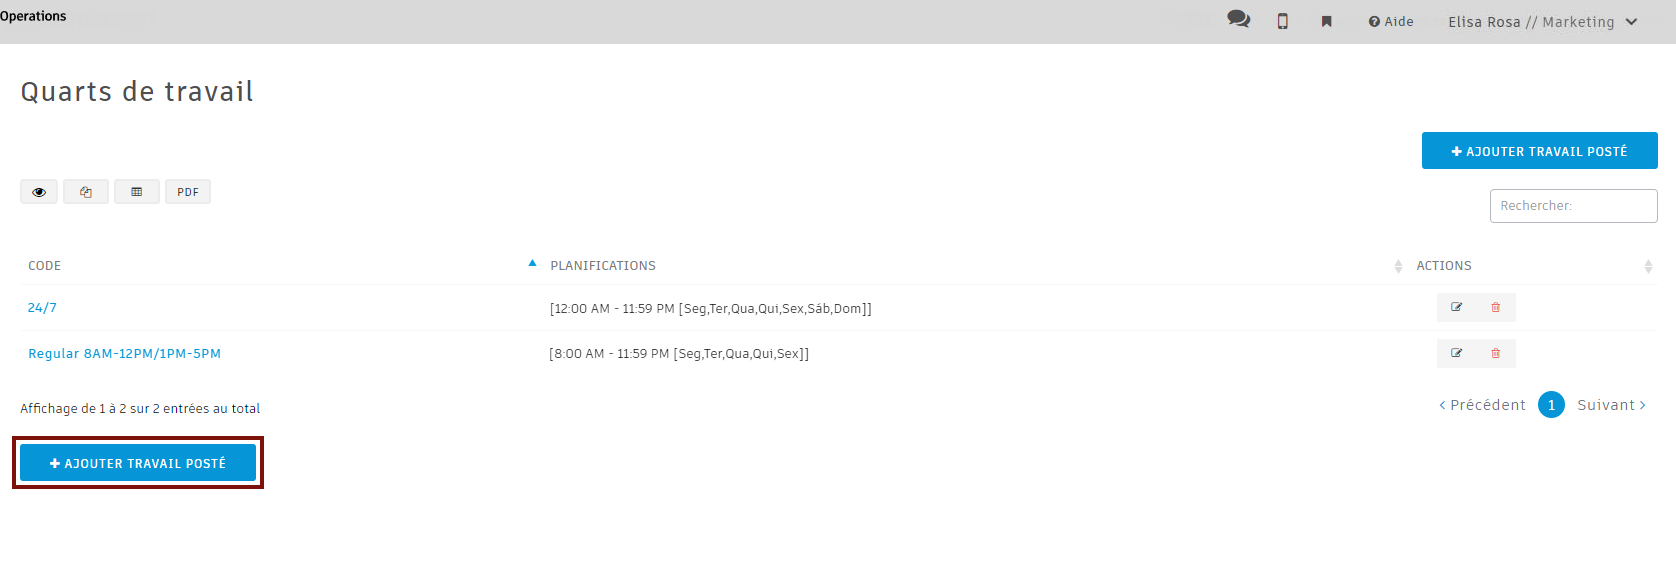 Operations
Aide
Elisa Rosa // Marketing
Quarts de travail
AJOUTER TRAVAIL POSTÉ
PDF
Rechercher:
CODE PLANIFICATIONS ACTIONS
24/7 [12:00 AM - 11:59 PM [Seg,Ter,Qua,Qui,Sex,Sáb,Dom]]
Regular 8AM-12PM/1PM-5PM [8:00 AM - 11:59 PM [Seg,Ter,Qua,Qui,Sex]]
Affichage de 1 à 2 sur 2 entrées au total
Précédent 1 Suivant
AJOUTER TRAVAIL POSTÉ